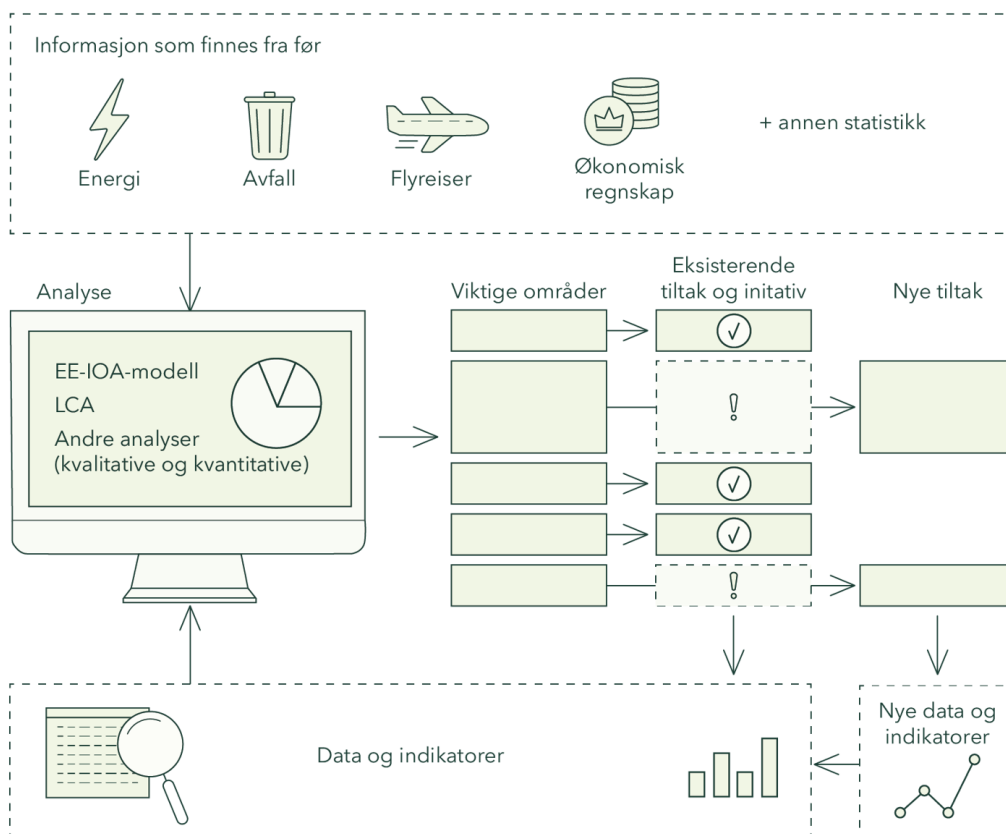 Informasjon som finnes fra før
Energi
Avfall
Flyreiser
Økonomisk
regnskap
+ annen statistikk
Analyse
EE-IOA-modell
LCA
Andre analyser
(kvalitative og kvantitative)
Viktige områder
Eksisterende
tiltak og initativ
Nye tiltak
!
!
Data og indikatorer
Nye data og
indikatorer